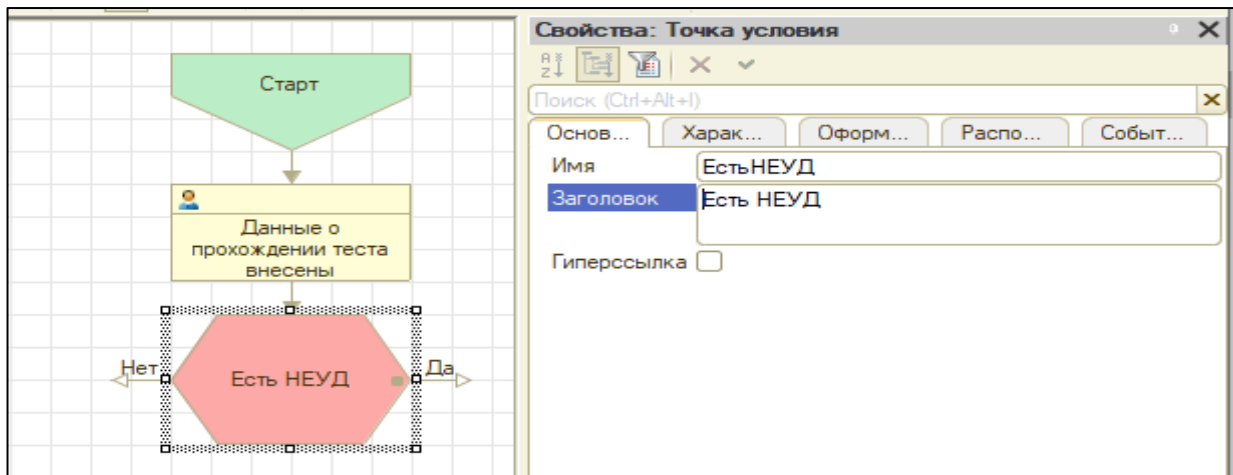 Старт
Данные о
прохождении теста
внесены
Нет
Есть НЕУД
Да
Свойства: Точка условия
Поиск (Ctrl+Alt+I)
Основ... Харак... Оформ... Распо... Событ...
Имя ЕстьНЕУД
Заголовок Есть НЕУД
Гиперссылка